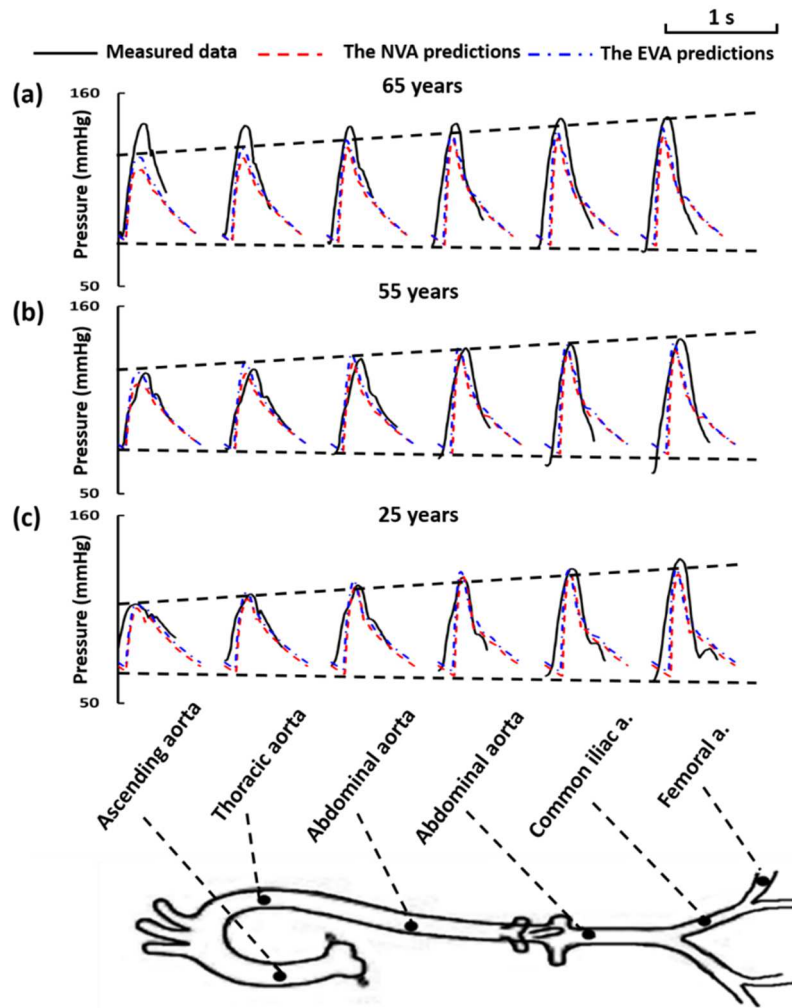 1 s
Measured data The NVA predictions The EVA predictions
(a) 65 years
160
Pressure (mmHg)
50
(b) 55 years
160
Pressure (mmHg)
50
(c) 25 years
160
Pressure (mmHg)
50
Ascending aorta
Thoracic aorta
Abdominal aorta
Abdominal aorta
Common iliac a.
Femoral a.